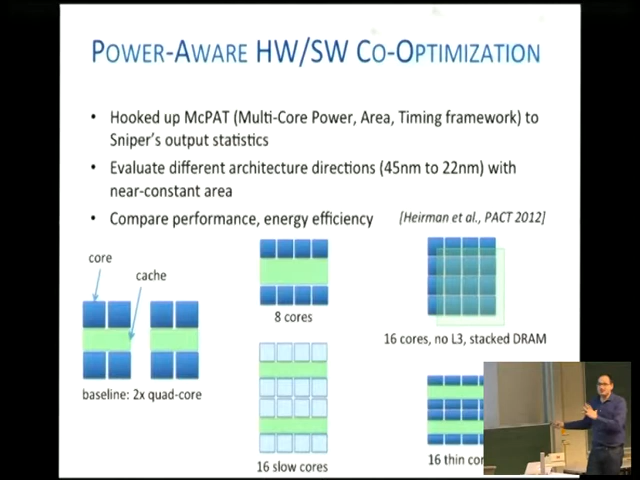 POWER-AWARE HW/SW CO-OPTIMIZATION
• Hooked up McPAT (Multi-Core Power, Area, Timing framework) to
Sniper's output statistics
• Evaluate different architecture directions (45nm to 22nm) with
near-constant area
• Compare performance, energy efficiency
[Heirman et al., PACT 2012]
core
cache
baseline: 2x quad-core
8 cores
16 slow cores
16 cores, no L3, stacked DRAM
16 thin